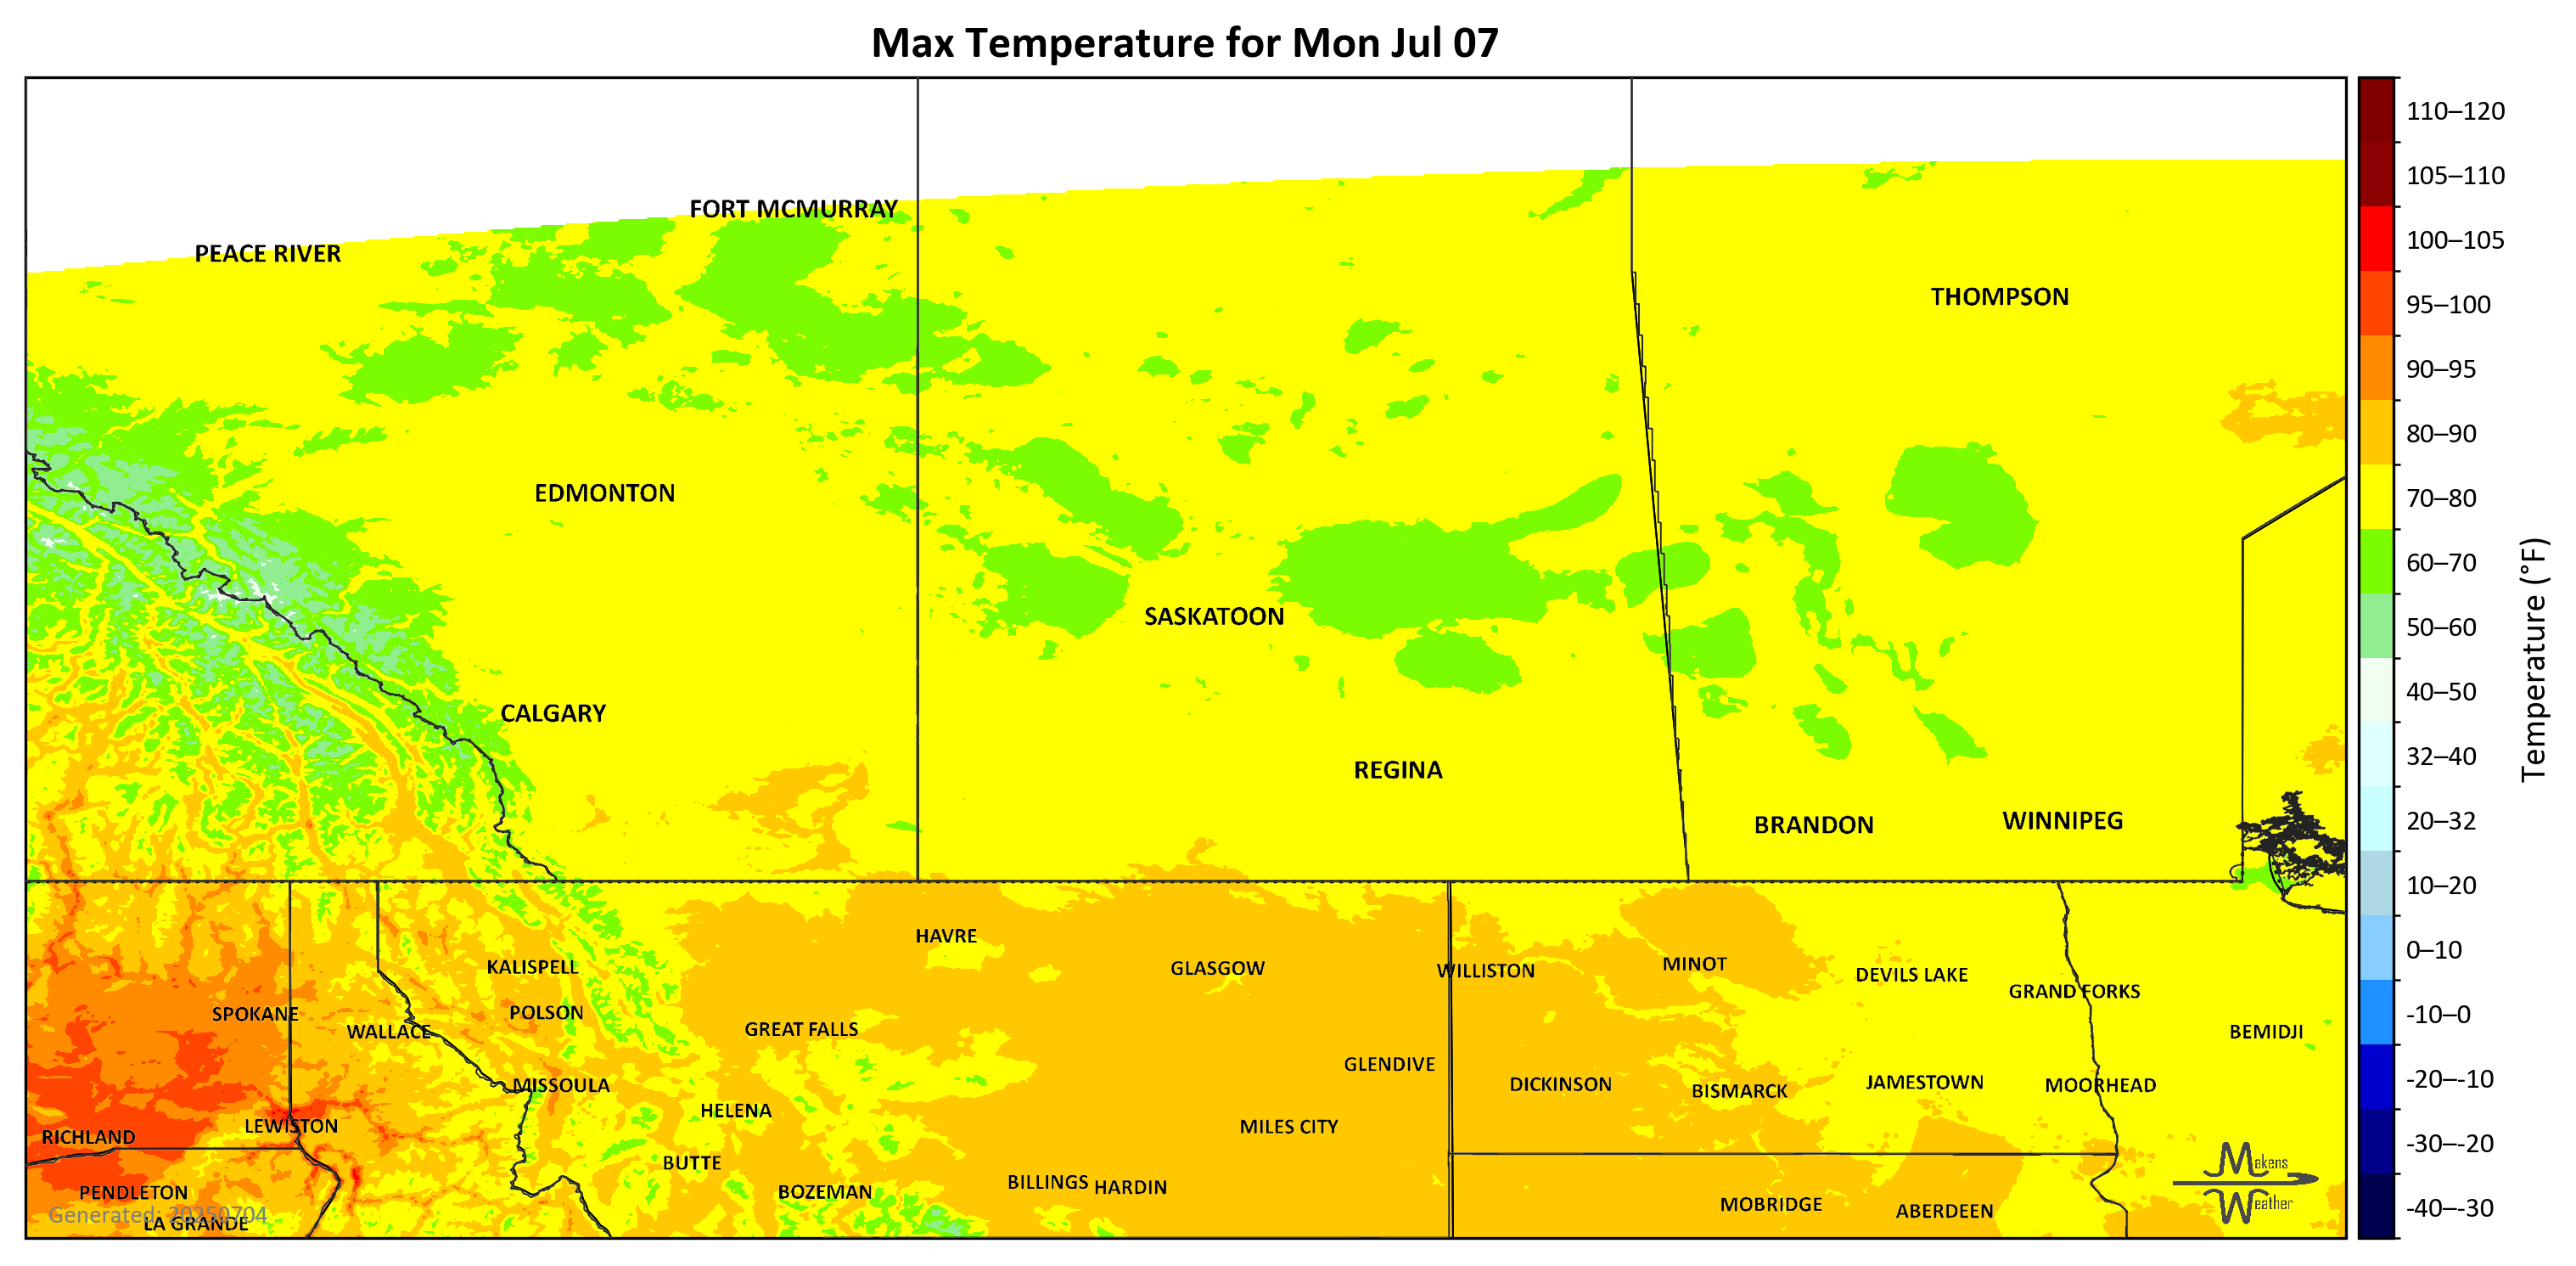 Max Temperature for Mon Jul 07
FORT MCMURRAY
PEACE RIVER
THOMPSON
EDMONTON
SASKATOON
CALGARY
REGINA
BRANDON
WINNIPEG
HAVRE
KALISPELL
GLASGOW
WILLISTON
MINOT
DEVILS LAKE
GRAND FORKS
SPOKANE
POLSON
WALLACE
GREAT FALLS
BEMIDJI
GLENDIVE
MISSOULA
DICKINSON
BISMARCK
JAMESTOWN
MOORHEAD
HELENA
LEWISTON
MILES CITY
RICHLAND
BUTTE
BILLINGS
HARDIN
PENDLETON
BOZEMAN
MOBRIDGE
ABERDEEN
Generated: 20250704
LA GRANDE
Makens
Weather
110–120
105–110
100–105
95–100
90–95
80–90
70–80
60–70
50–60
40–50
32–40
20–32
10–20
0–10
-10–0
-20–-10
-30–-20
-40–-30
Temperature (°F)